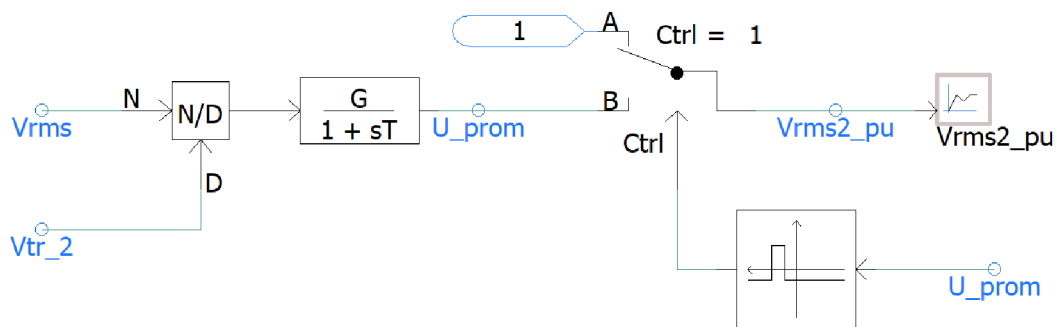 1
A
Ctrl = 1
N
N/D
G
1 + sT
B
Vrms
U_prom
Ctrl
Vrms2_pu
Vrms2_pu
D
Vtr_2
U_prom